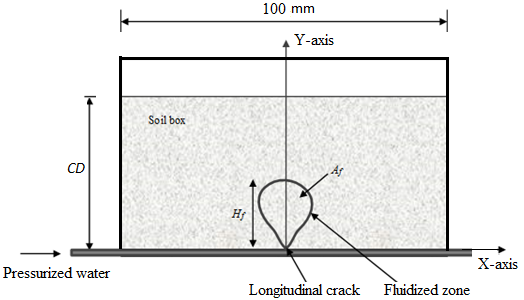 100 mm
Y-axis
Soil box
CD
Af
Hf
X-axis
Pressurized water
Longitudinal crack
Fluidized zone